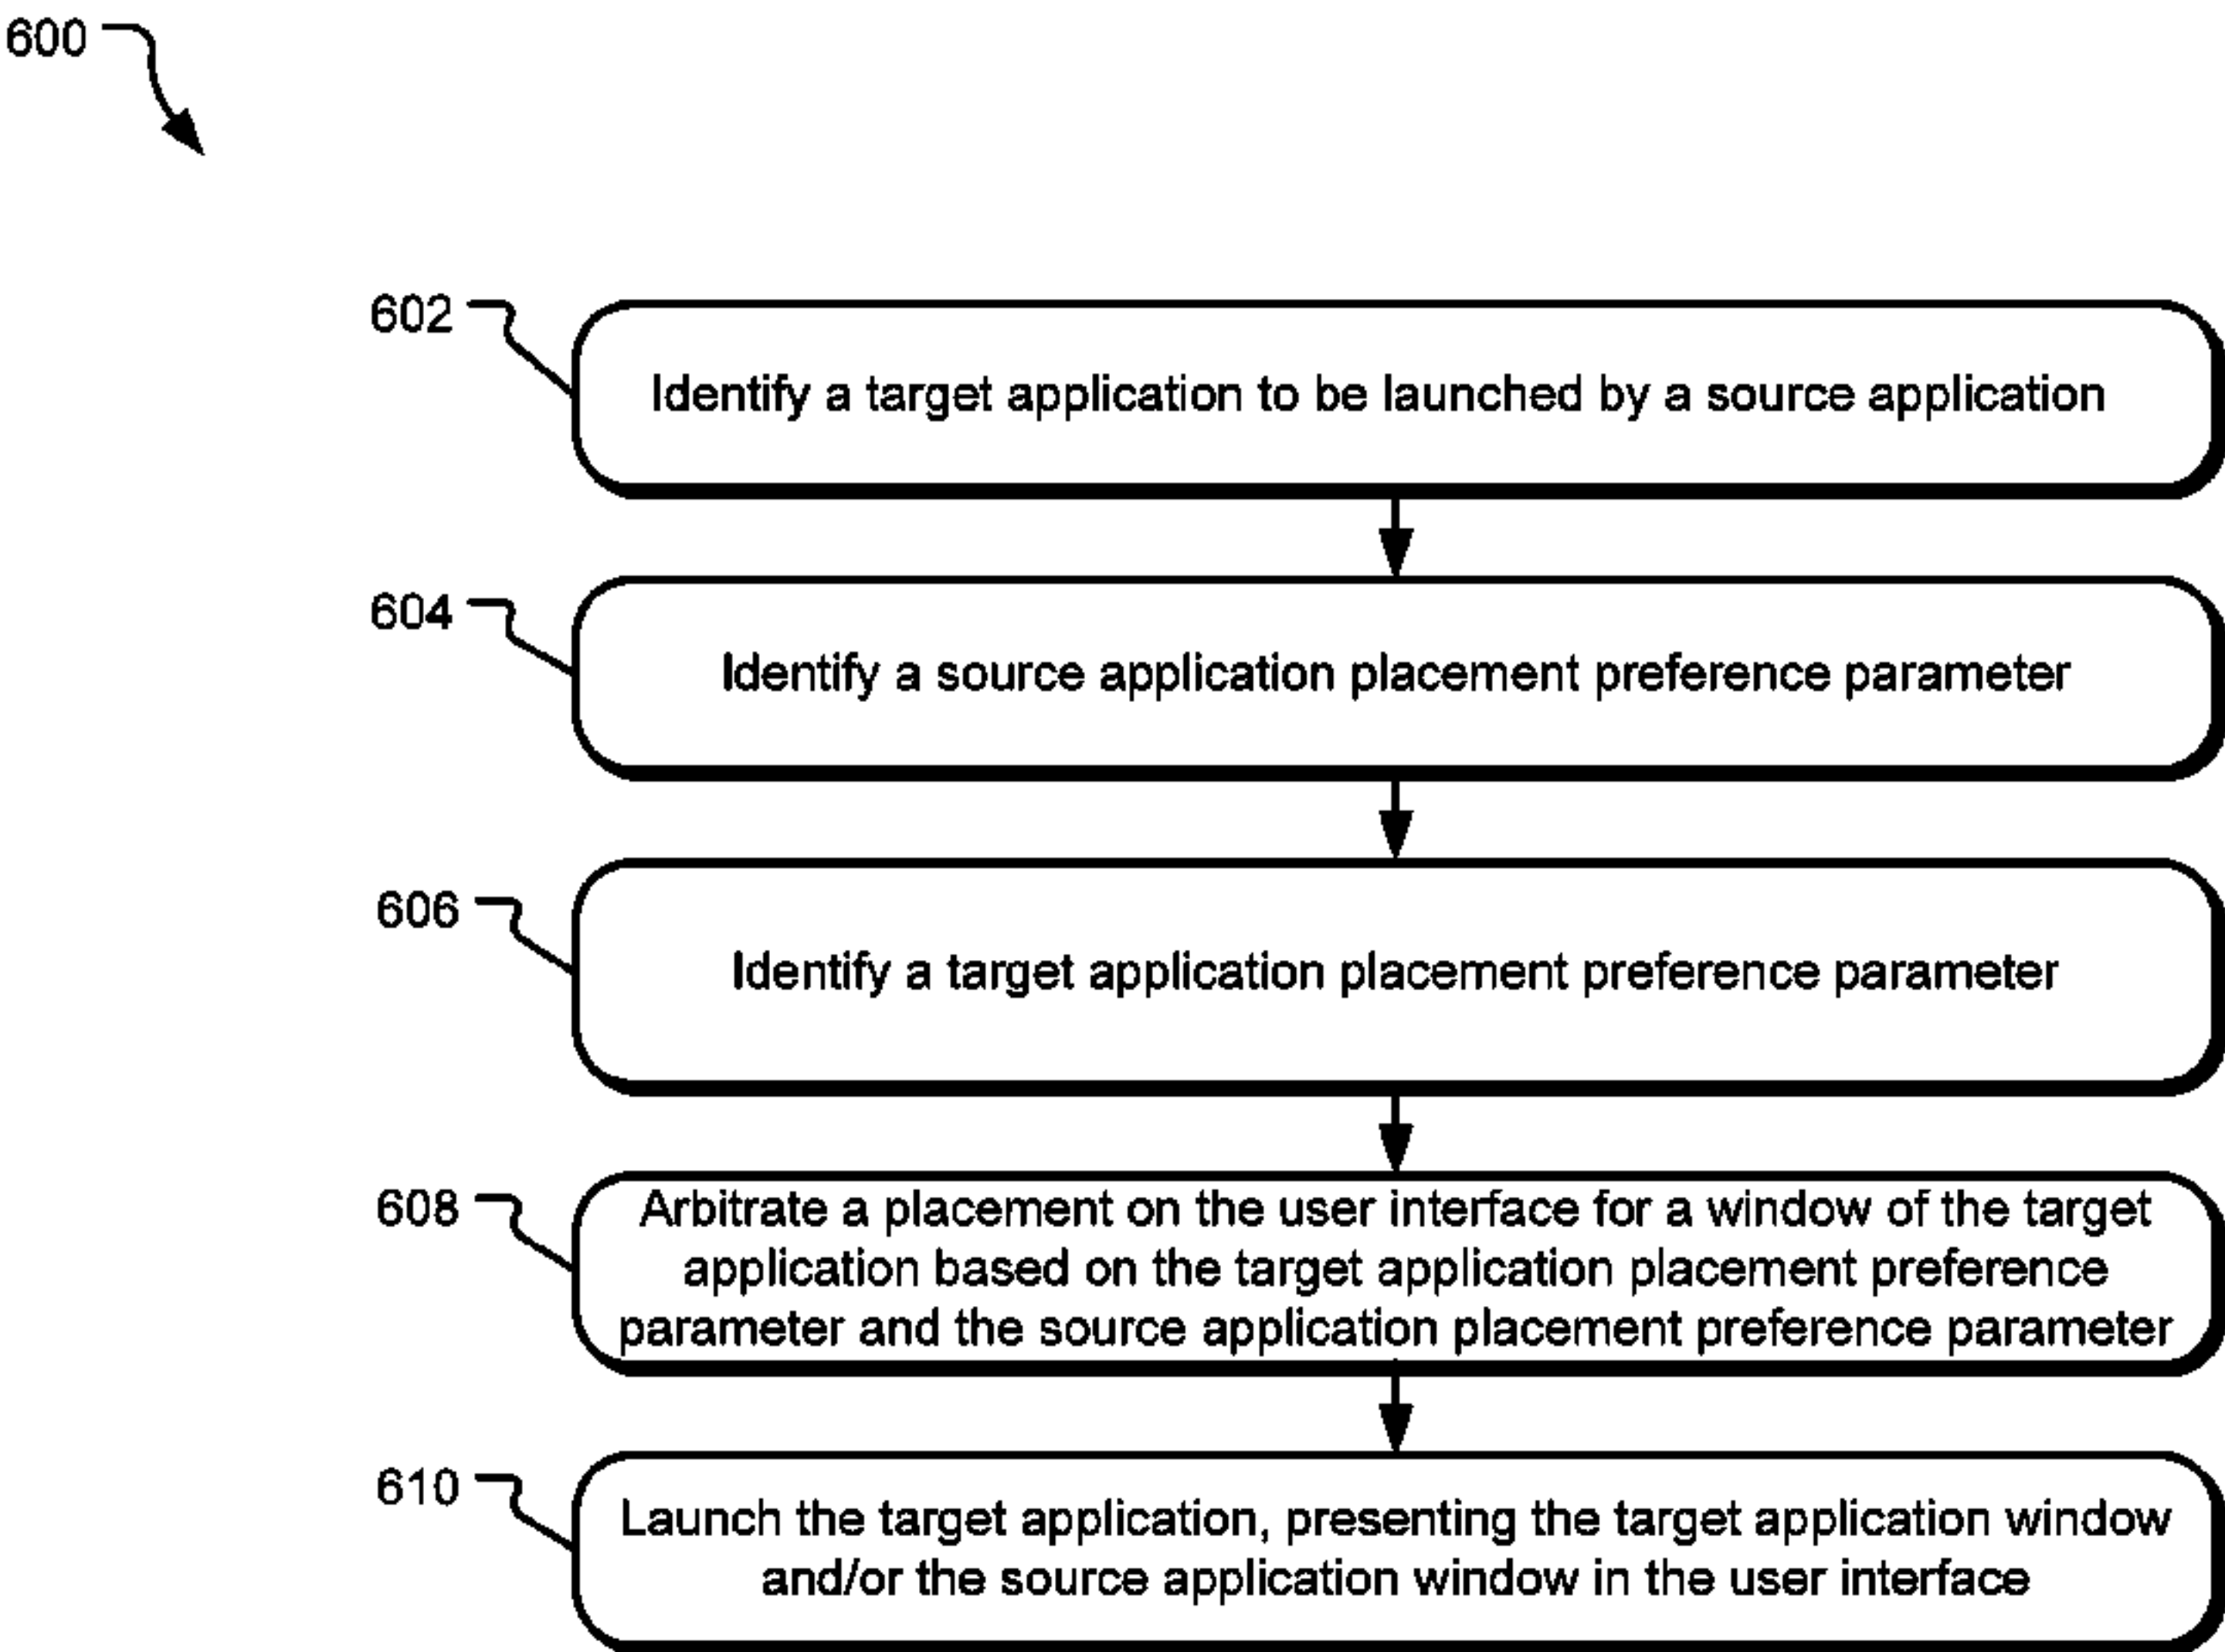 600
602
Identify a target application to be launched by a source application
604
Identify a source application placement preference parameter
606
Identify a target application placement preference parameter
608
Arbitrate a placement on the user interface for a window of the target
application based on the target application placement preference
parameter and the source application placement preference parameter
610
Launch the target application, presenting the target application window
and/or the source application window in the user interface